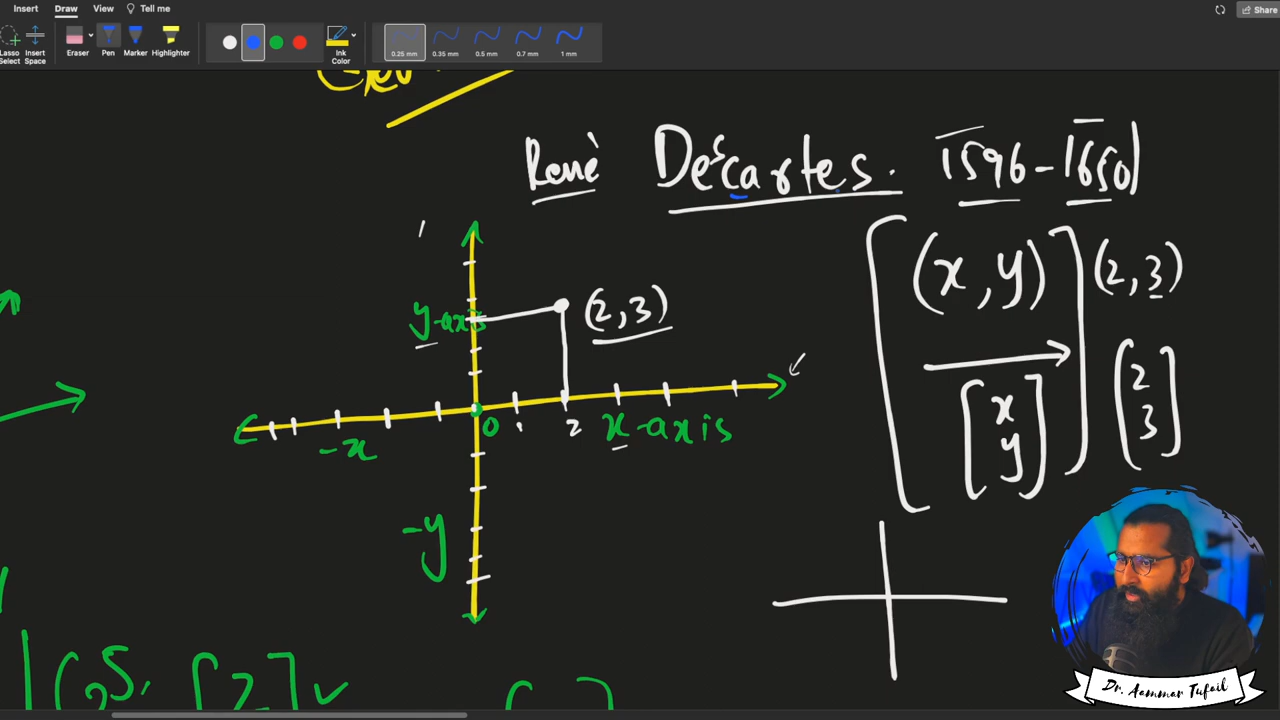 Insert Draw View Tell me
Share
Lasso Select
Insert Space
Eraser
Pen
Marker
Highlighter
Ink Color
0.25 mm
0.35 mm
0.5 mm
0.7 mm
1 mm
Renè Descartes. 1596-1650
(x,y)
(2,3)
y-axis
(2,3)
x
y
2
3
0
1
2
x-axis
-x
-y
Dr. Aammar Tufail